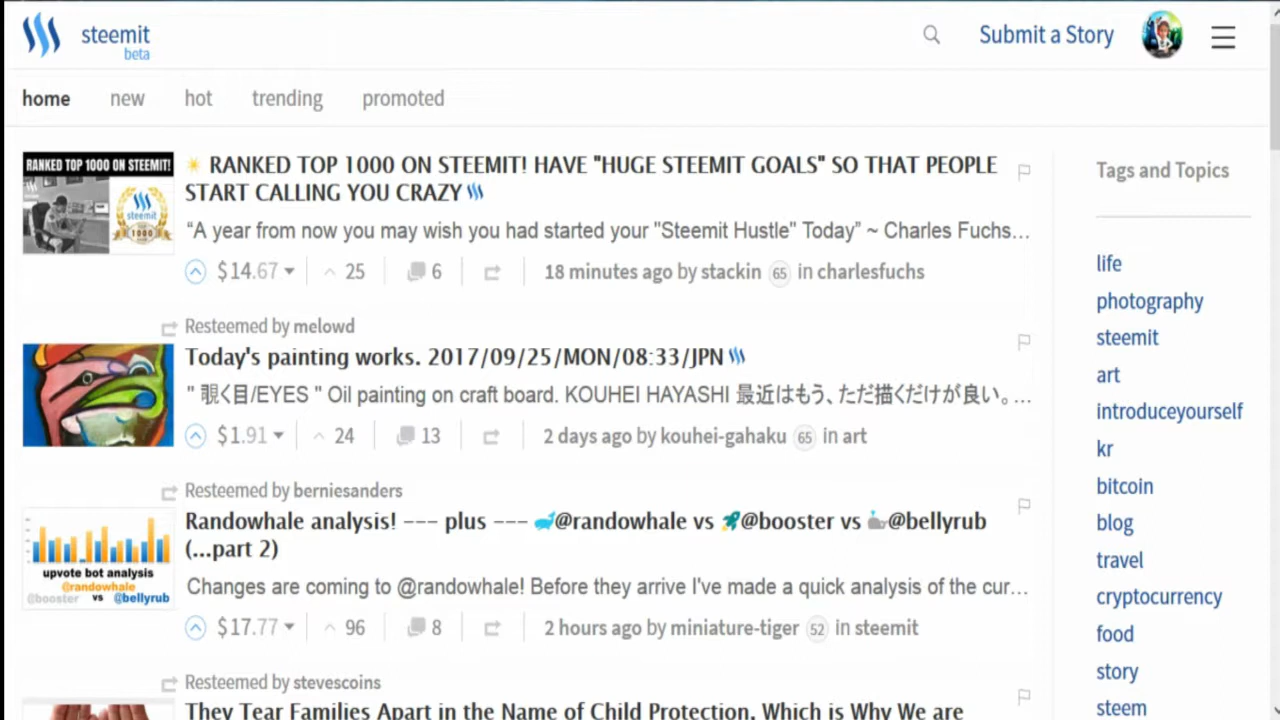 steemit
beta
Submit a Story
home new hot trending promoted
RANKED TOP 1000 ON STEEMIT!
steemit
1000
RANKED TOP 1000 ON STEEMIT! HAVE "HUGE STEEMIT GOALS" SO THAT PEOPLE
START CALLING YOU CRAZY
“A year from now you may wish you had started your "Steemit Hustle" Today” ~ Charles Fuchs...
$14.67 25 6 18 minutes ago by stackin 65 in charlesfuchs
Resteemed by melowd
Today's painting works. 2017/09/25/MON/08:33/JPN
" 覗く目/EYES " Oil painting on craft board. KOUHEI HAYASHI 最近はもう、ただ描くだけが良い。 ...
$1.91 24 13 2 days ago by kouhei-gahaku 65 in art
Resteemed by berniesanders
upvote bot analysis
@randowhale
@booster vs @bellyrub
Randowhale analysis! --- plus --- @randowhale vs @booster vs @bellyrub
(...part 2)
Changes are coming to @randowhale! Before they arrive I've made a quick analysis of the cur...
$17.77 96 8 2 hours ago by miniature-tiger 52 in steemit
Resteemed by stevescoins
They Tear Families Apart in the Name of Child Protection, Which is Why We are
Tags and Topics
life
photography
steemit
art
introduceyourself
kr
bitcoin
blog
travel
cryptocurrency
food
story
steem